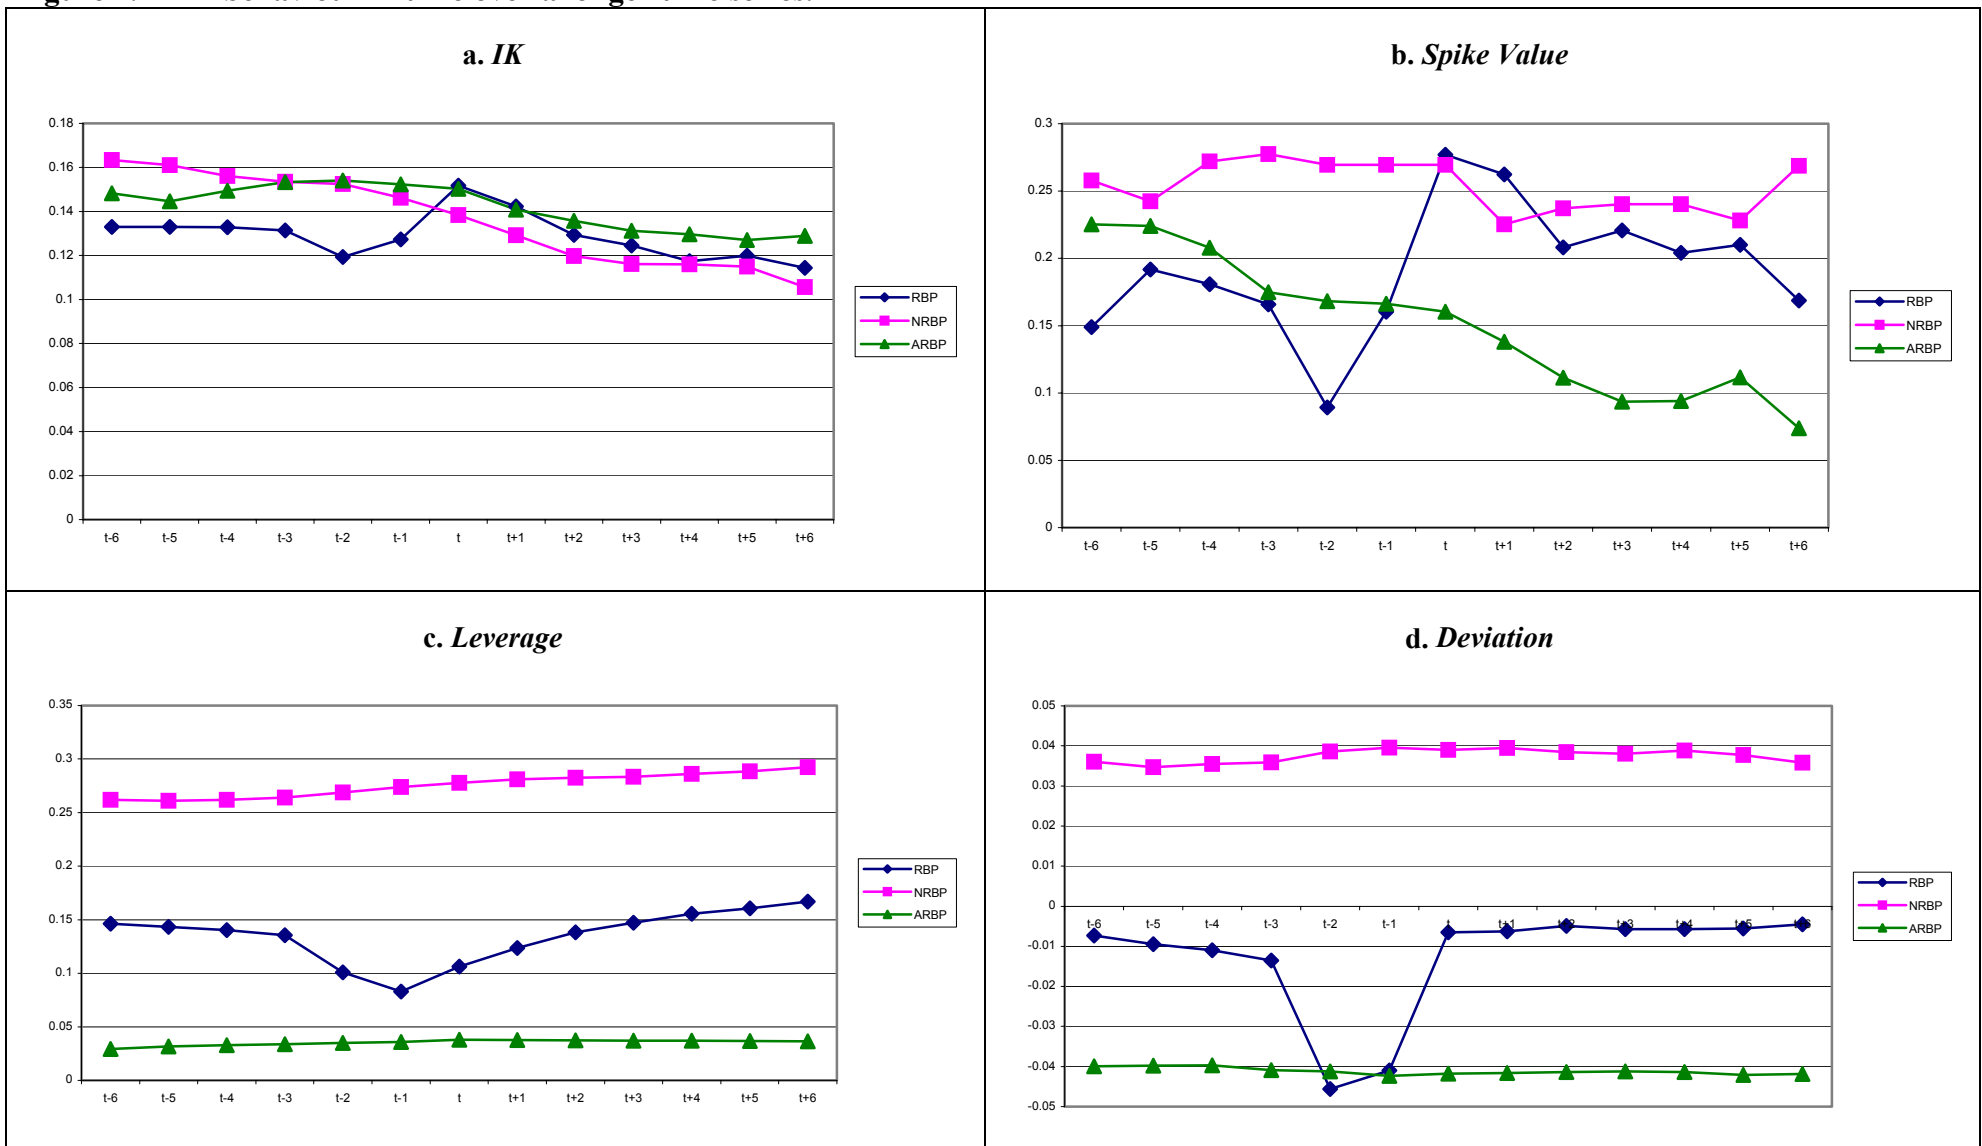 a. IK
0.18
0.16
0.14
0.12
0.1
0.08
0.06
0.04
0.02
0
t-6 t-5 t-4 t-3 t-2 t-1 t t+1 t+2 t+3 t+4 t+5 t+6
RBP
NRBP
ARBP
b. Spike Value
0.3
0.25
0.2
0.15
0.1
0.05
0
t-6 t-5 t-4 t-3 t-2 t-1 t t+1 t+2 t+3 t+4 t+5 t+6
RBP
NRBP
ARBP
c. Leverage
0.35
0.3
0.25
0.2
0.15
0.1
0.05
0
t-6 t-5 t-4 t-3 t-2 t-1 t t+1 t+2 t+3 t+4 t+5 t+6
RBP
NRBP
ARBP
d. Deviation
0.05
0.04
0.03
0.02
0.01
0
-0.01
-0.02
-0.03
-0.04
-0.05
t-6 t-5 t-4 t-3 t-2 t-1 t t+1 t+2 t+3 t+4 t+5 t+6
RBP
NRBP
ARBP